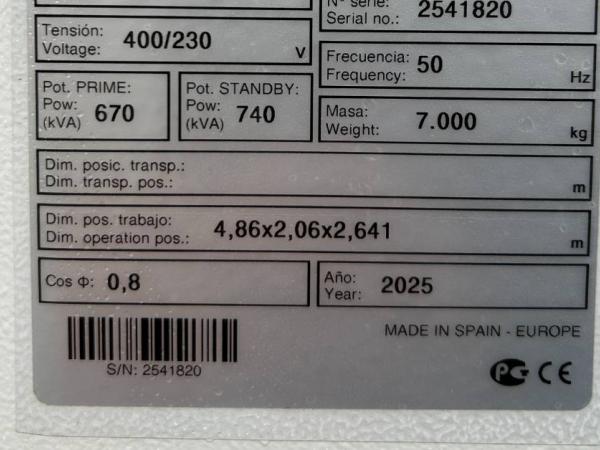 Nº serie:
Serial no.: 2541820
Tensión:
Voltage: 400/230 V
Frecuencia:
Frequency: 50 Hz
Pot. PRIME:
Pow:
(kVA) 670
Pot. STANDBY:
Pow:
(kVA) 740
Masa:
Weight: 7.000 kg
Dim. posic. transp.:
Dim. transp. pos.: m
Dim. pos. trabajo:
Dim. operation pos.: 4,86x2,06x2,641 m
Cos Φ: 0,8
Año:
Year: 2025
MADE IN SPAIN - EUROPE
S/N: 2541820
PG CE